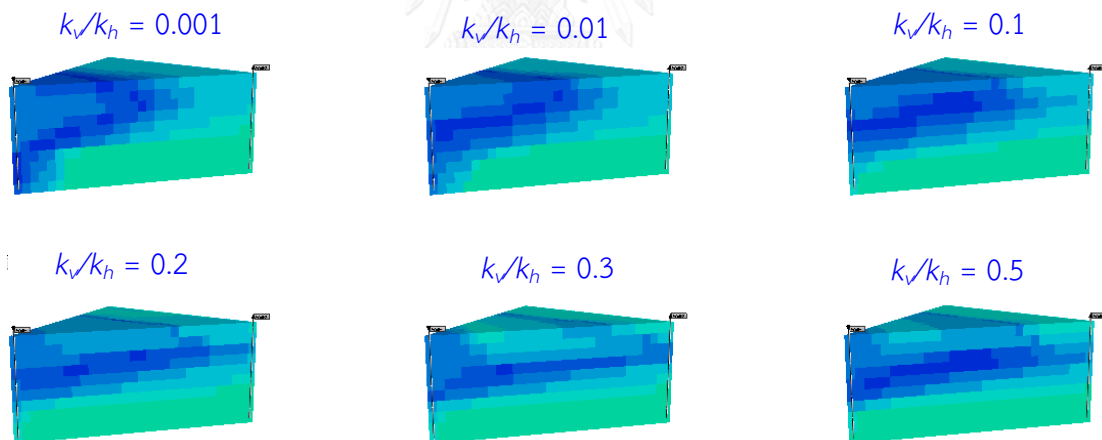 kᵥ/kₕ = 0.001
kᵥ/kₕ = 0.01
kᵥ/kₕ = 0.1
kᵥ/kₕ = 0.2
kᵥ/kₕ = 0.3
kᵥ/kₕ = 0.5